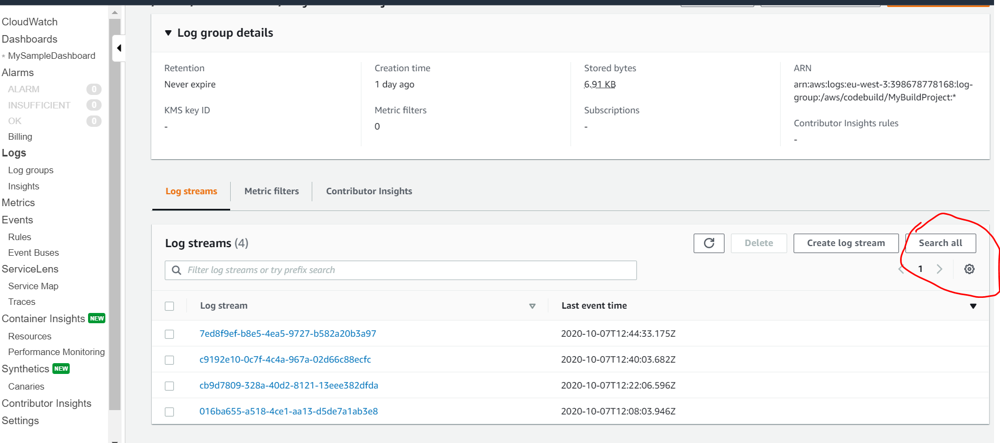 CloudWatch
Dashboards
* MySampleDashboard
Alarms
ALARM 0
INSUFFICIENT 0
OK 0
Billing
Logs
Log groups
Insights
Metrics
Events
Rules
Event Buses
ServiceLens
Service Map
Traces
Container Insights NEW
Resources
Performance Monitoring
Synthetics NEW
Canaries
Contributor Insights
Settings
Log group details
Retention
Never expire
KMS key ID
-
Creation time
1 day ago
Metric filters
0
Stored bytes
6.91 KB
Subscriptions
-
ARN
arn:aws:logs:eu-west-3:398678778168:log-
group:/aws/codebuild/MyBuildProject:*
Contributor Insights rules
-
Log streams Metric filters Contributor Insights
Log streams (4) Delete Create log stream Search all
Filter log streams or try prefix search 1
Log stream Last event time
7ed8f9ef-b8e5-4ea5-9727-b582a20b3a97 2020-10-07T12:44:33.175Z
c9192e10-0c7f-4c4a-967a-02d66c88ecfc 2020-10-07T12:40:03.682Z
cb9d7809-328a-40d2-8121-13eee382dfda 2020-10-07T12:22:06.596Z
016ba655-a518-4ce1-aa13-d5de7a1ab3e8 2020-10-07T12:08:03.946Z